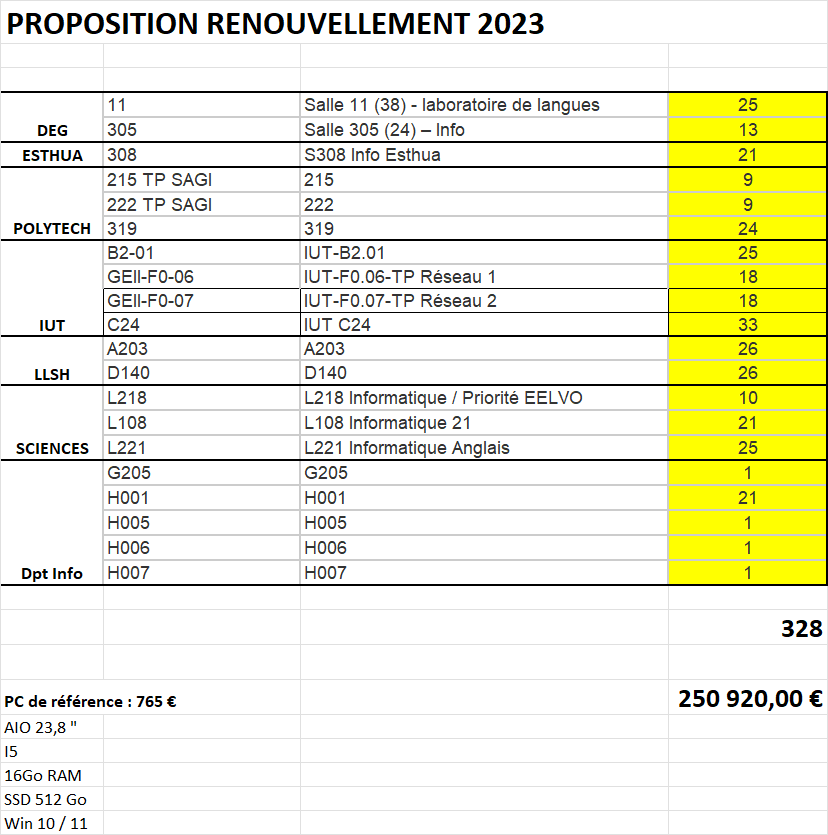 PROPOSITION RENOUVELLEMENT 2023
11 Salle 11 (38) - laboratoire de langues 25
DEG 305 Salle 305 (24) – Info 13
ESTHUA 308 S308 Info Esthua 21
215 TP SAGI 215 9
222 TP SAGI 222 9
POLYTECH 319 319 24
B2-01 IUT-B2.01 25
GEII-F0-06 IUT-F0.06-TP Réseau 1 18
GEII-F0-07 IUT-F0.07-TP Réseau 2 18
IUT C24 IUT C24 33
A203 A203 26
LLSH D140 D140 26
L218 L218 Informatique / Priorité EELVO 10
L108 L108 Informatique 21 21
SCIENCES L221 L221 Informatique Anglais 25
G205 G205 1
H001 H001 21
H005 H005 1
H006 H006 1
Dpt Info H007 H007 1
328
PC de référence : 765 € 250 920,00 €
AIO 23,8 "
I5
16Go RAM
SSD 512 Go
Win 10 / 11